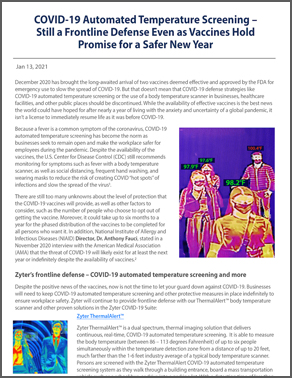 COVID-19 Automated Temperature Screening –
Still a Frontline Defense Even as Vaccines Hold
Promise for a Safer New Year
Jan 13, 2021
December 2020 has brought the long-awaited arrival of two vaccines deemed effective and approved by the FDA for
emergency use to slow the spread of COVID-19. But that doesn't mean that COVID-19 defense strategies like
COVID-19 automated temperature screening or the use of a body temperature scanner in businesses, healthcare
facilities, and other public places should be discontinued. While the availability of effective vaccines is the best news
the world could have hoped for after nearly a year of living with the anxiety and uncertainty of a global pandemic, it
isn't a license to immediately resume life as it was before COVID-19.
Because a fever is a common symptom of the coronavirus, COVID-19
automated temperature screening has become the norm as
businesses seek to remain open and make the workplace safer for
employees during the pandemic. Despite the availability of the
vaccines, the U.S. Center for Disease Control (CDC) still recommends
monitoring for symptoms such as fever with a body temperature
scanner, as well as social distancing, frequent hand washing, and
wearing masks to reduce the risk of creating COVID "hot spots" of
infections and slow the spread of the virus¹.
There are still too many unknowns about the level of protection that
the COVID-19 vaccines will provide, as well as other factors to
consider, such as the number of people who choose to opt out of
getting the vaccine. Moreover, it could take up to six months to a
year for the phased distribution of the vaccines to be completed for
all persons who want it. In addition, National Institute of Allergy and
Infectious Diseases (NIAID) Director, Dr. Anthony Fauci, stated in a
November 2020 interview with the American Medical Association
(AMA) that the threat of COVID-19 will likely exist for at least the next
year or indefinitely despite the availability of vaccines.²
97.9°F
97.6°F
100.4°F
98.2°F
Zyter's frontline defense – COVID-19 automated temperature screening and more
Despite the positive news of the vaccines, now is not the time to let your guard down against COVID-19. Businesses
will need to keep COVID-19 automated temperature screening and other protective measures in place indefinitely to
ensure workplace safety. Zyter will continue to provide frontline defense with our ThermalAlert™ body temperature
scanner and other proven solutions in the Zyter COVID-19 Suite:
Zyter ThermalAlert™
Zyter ThermalAlert™ is a dual spectrum, thermal imaging solution that delivers
continuous, real-time, COVID-19 automated temperature screening. It is able to measure
the body temperature (between 86 – 113 degrees Fahrenheit) of up to six people
simultaneously within the temperature detection zone from a distance of up to 20 feet,
much farther than the 1-6 feet industry average of a typical body temperature scanner.
Persons are screened with the Zyter ThermalAlert COVID-19 automated temperature
screening system as they walk through a building entrance, board a mass transportation